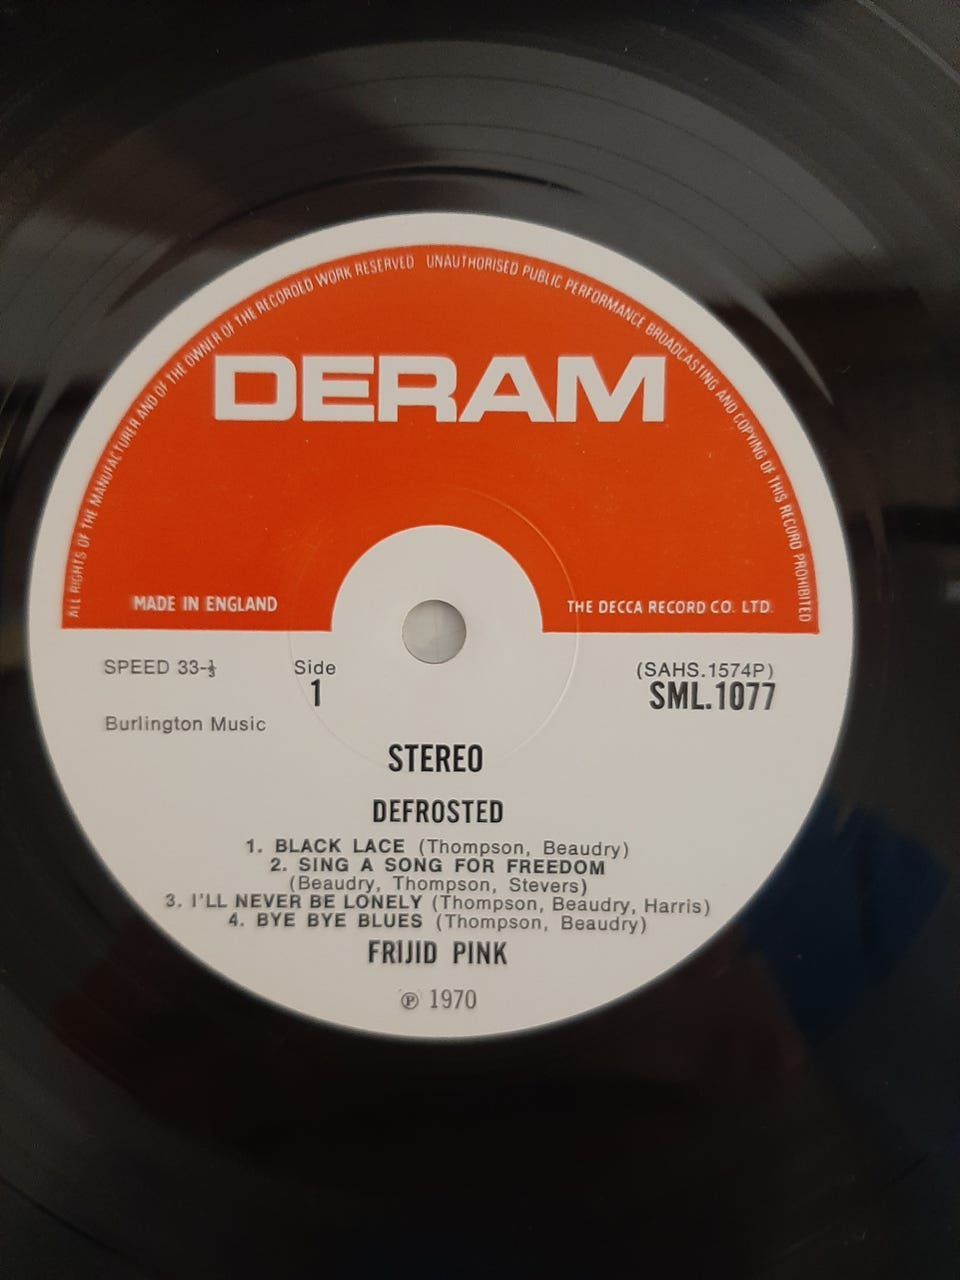 ALL RIGHTS OF THE MANUFACTURER AND OF THE OWNER OF THE RECORDED WORK RESERVED UNAUTHORISED PUBLIC PERFORMANCE BROADCASTING AND COPYING OF THIS RECORD PROHIBITED
DERAM
MADE IN ENGLAND
THE DECCA RECORD CO. LTD.
SPEED 33-⅓
Side
1
(SAHS.1574P)
SML.1077
Burlington Music
STEREO
DEFROSTED
1. BLACK LACE (Thompson, Beaudry)
2. SING A SONG FOR FREEDOM
(Beaudry, Thompson, Stevers)
3. I'LL NEVER BE LONELY (Thompson, Beaudry, Harris)
4. BYE BYE BLUES (Thompson, Beaudry)
FRIJID PINK
℗ 1970